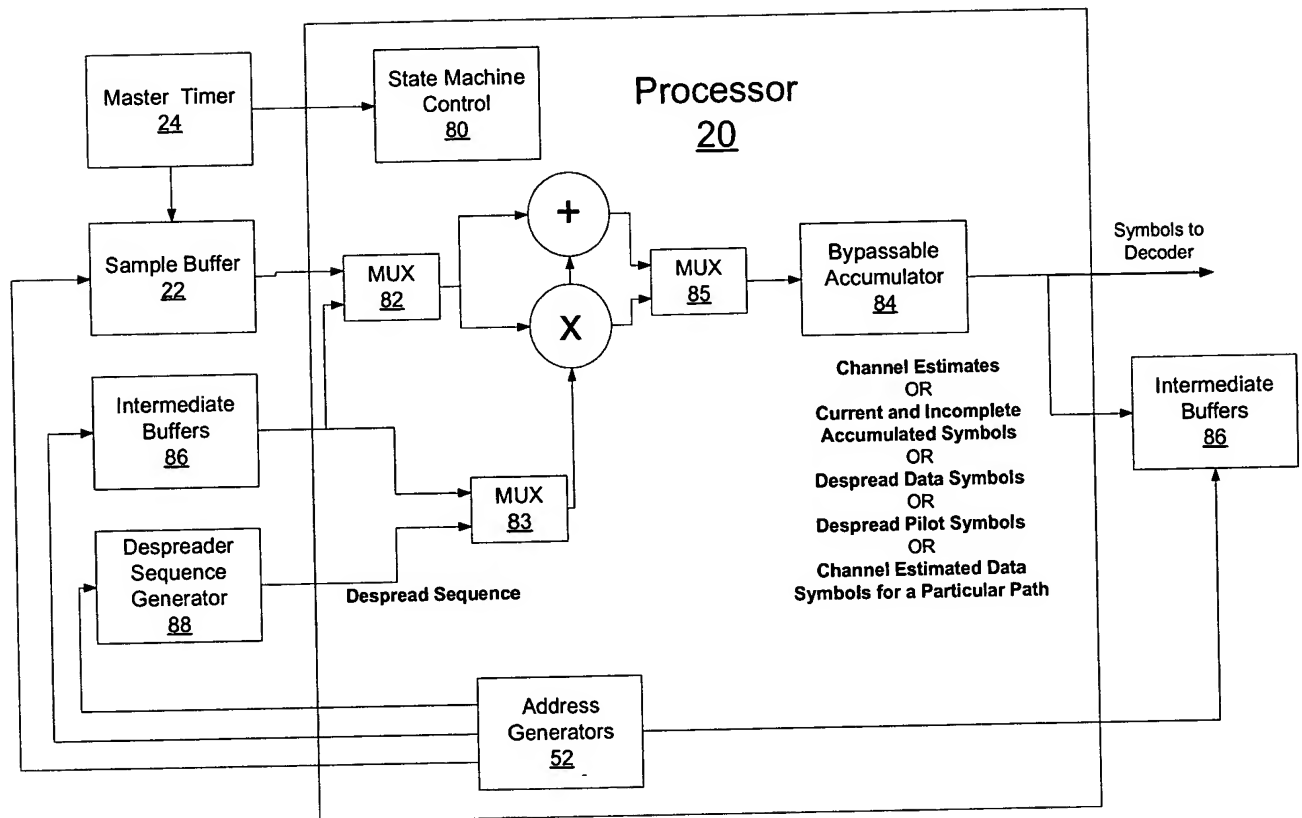 Master Timer
24
State Machine
Control
80
Processor
20
Sample Buffer
22
MUX
82
+
X
MUX
85
Bypassable
Accumulator
84
Symbols to
Decoder
Intermediate
Buffers
86
Intermediate
Buffers
86
MUX
83
Despreader
Sequence
Generator
88
Despread Sequence
Channel Estimates
OR
Current and Incomplete
Accumulated Symbols
OR
Despread Data Symbols
OR
Despread Pilot Symbols
OR
Channel Estimated Data
Symbols for a Particular Path
Address
Generators
52